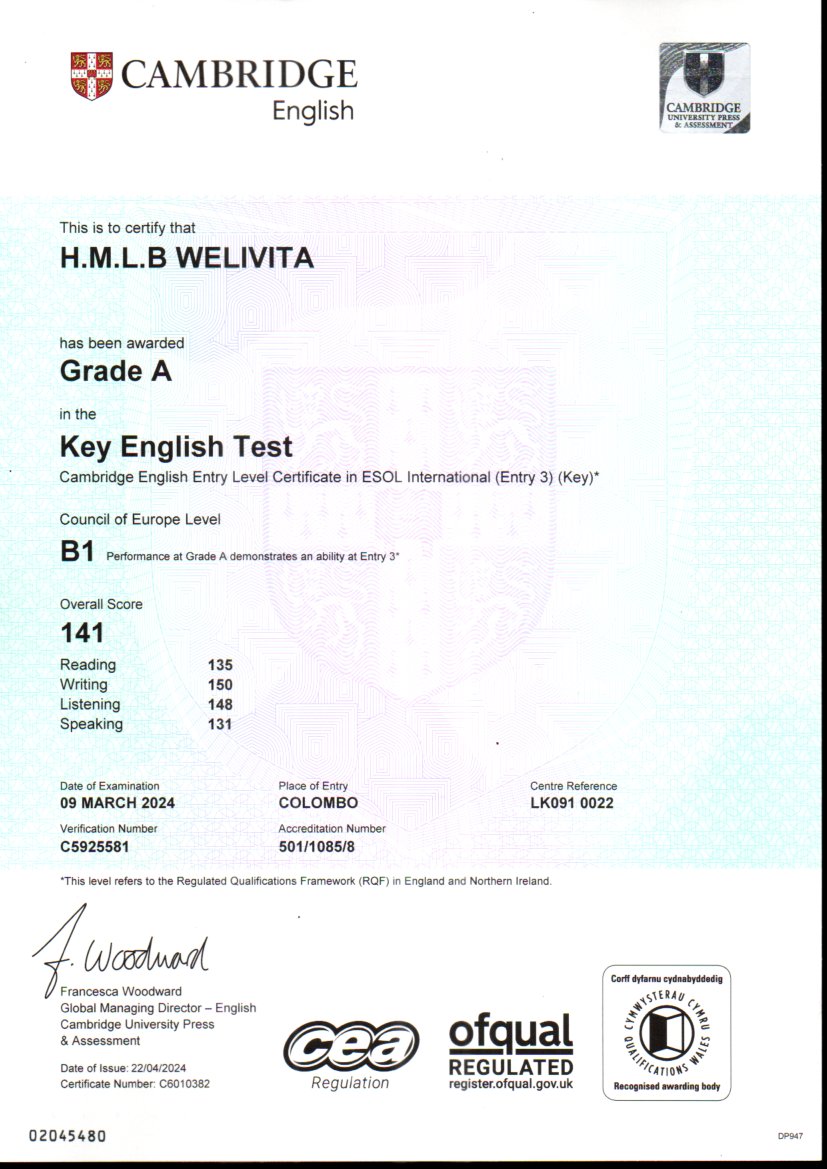 CAMBRIDGE
English
CAMBRIDGE
UNIVERSITY PRESS
& ASSESSMENT
This is to certify that
H.M.L.B WELIVITA
has been awarded
Grade A
in the
Key English Test
Cambridge English Entry Level Certificate in ESOL International (Entry 3) (Key)*
Council of Europe Level
B1 Performance at Grade A demonstrates an ability at Entry 3*
Overall Score
141
Reading 135
Writing 150
Listening 148
Speaking 131
Date of Examination Place of Entry Centre Reference
09 MARCH 2024 COLOMBO LK091 0022
Verification Number Accreditation Number
C5925581 501/1085/8
*This level refers to the Regulated Qualifications Framework (RQF) in England and Northern Ireland.
F. Woodward
Francesca Woodward
Global Managing Director – English
Cambridge University Press
& Assessment
Date of Issue: 22/04/2024
Certificate Number: C6010382
cea
Regulation
ofqual
REGULATED
register.ofqual.gov.uk
Corff dyfarnu cydnabyddedig
CYMWYSTERAU CYMRU
QUALIFICATIONS WALES
Recognised awarding body
02045480
DP947